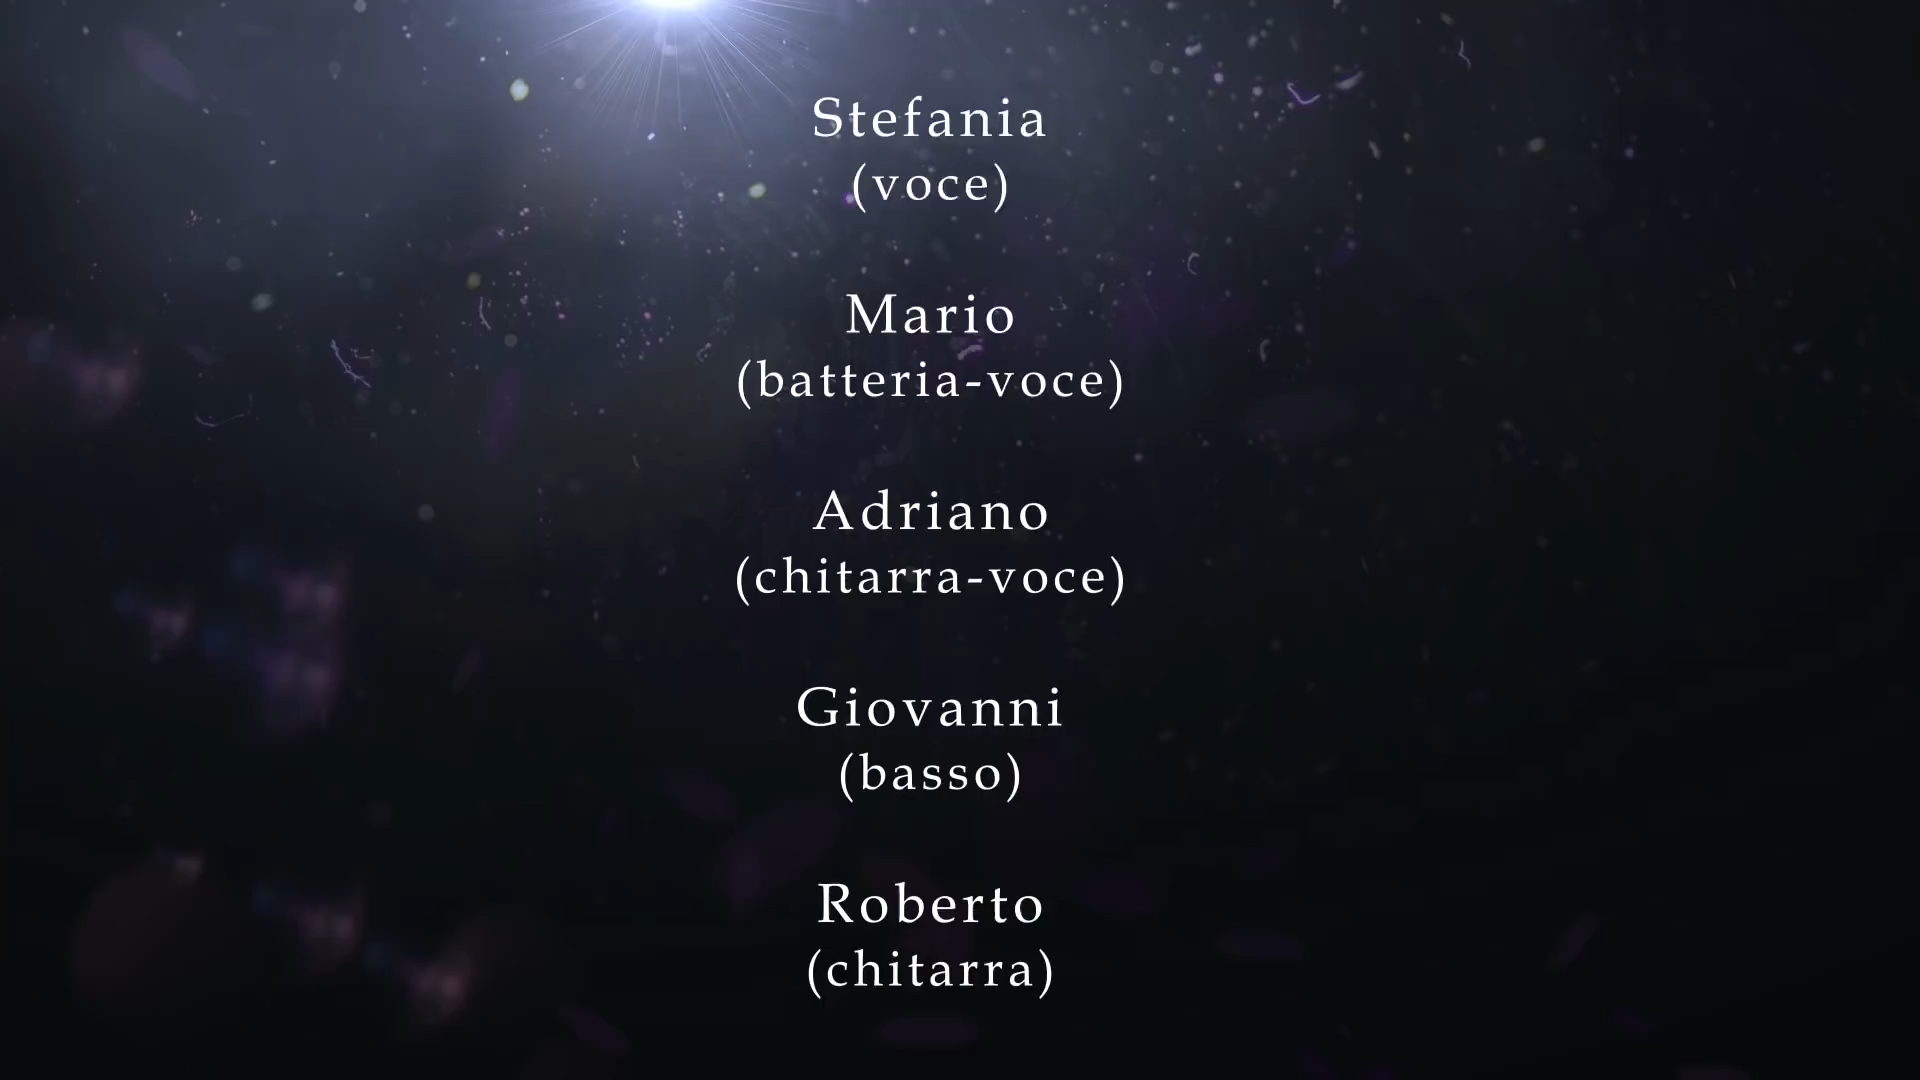 Stefania
(voce)
Mario
(batteria-voce)
Adriano
(chitarra-voce)
Giovanni
(basso)
Roberto
(chitarra)